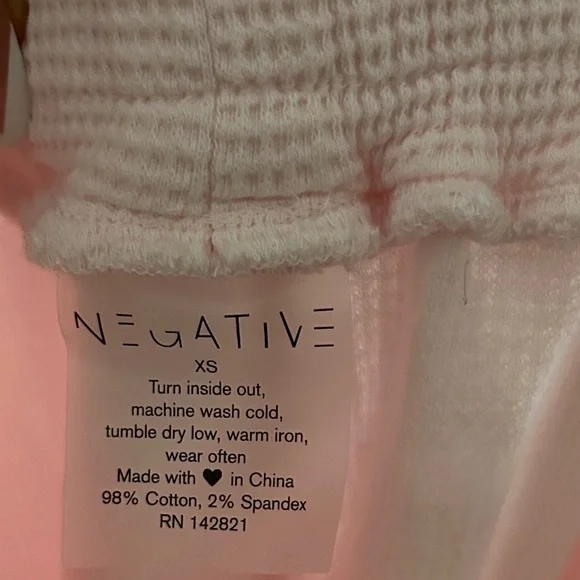 NEGATIVE
XS
Turn inside out,
machine wash cold,
tumble dry low, warm iron,
wear often
Made with ♥ in China
98% Cotton, 2% Spandex
RN 142821